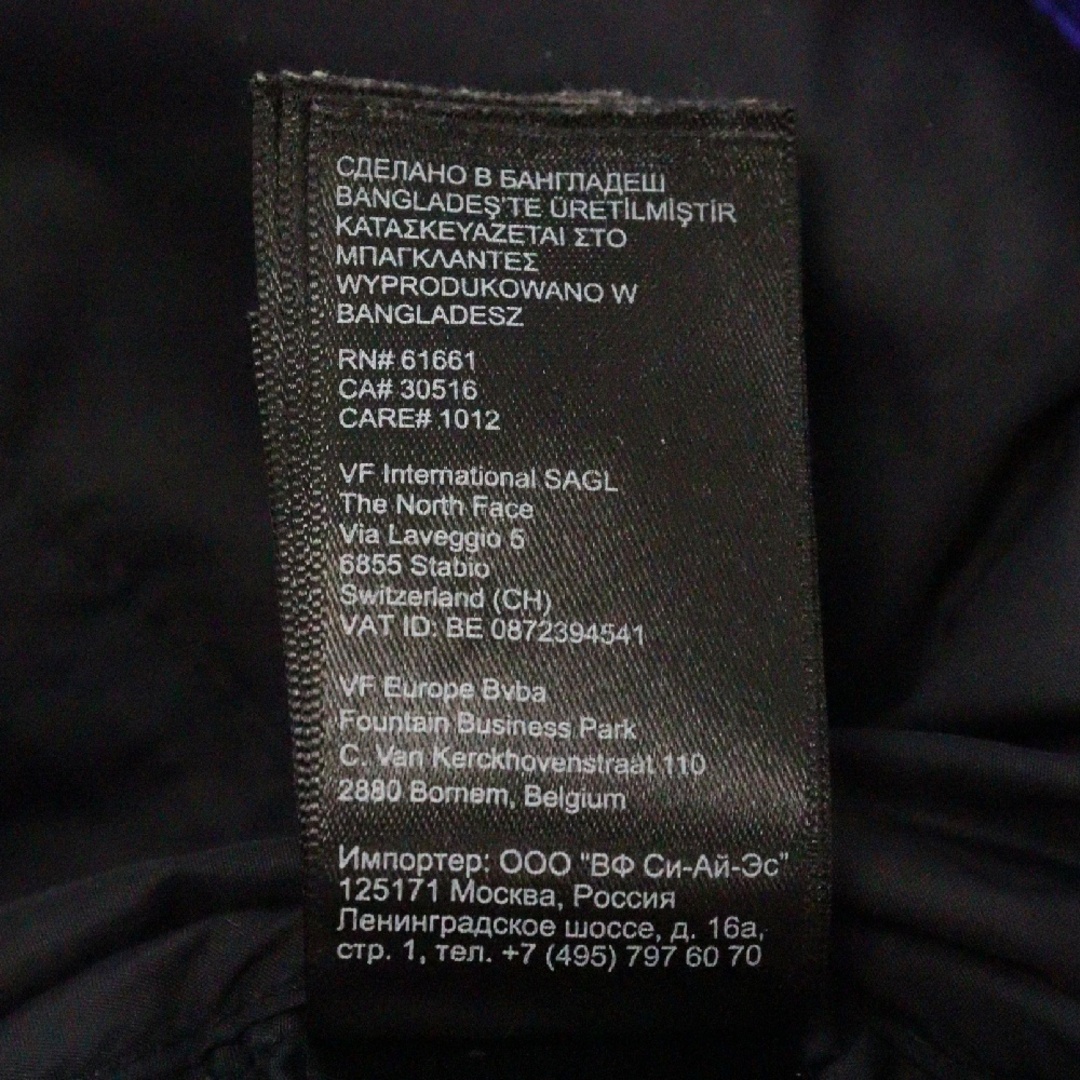 СДЕЛАНО В БАНГЛАДЕШ
BANGLADEŞ'TE ÜRETİLMİŞTİR
ΚΑΤΑΣΚΕΥΑΖΕΤΑΙ ΣΤΟ
ΜΠΑΓΚΛΑΝΤΕΣ
WYPRODUKOWANO W
BANGLADESZ
RN# 61661
CA# 30516
CARE# 1012
VF International SAGL
The North Face
Via Laveggio 5
6855 Stabio
Switzerland (CH)
VAT ID: BE 0872394541
VF Europe Bvba
Fountain Business Park
C. Van Kerckhovenstraat 110
2880 Bornem, Belgium
Импортер: ООО "ВФ Си-Ай-Эс"
125171 Москва, Россия
Ленинградское шоссе, д. 16а,
стр. 1, тел. +7 (495) 797 60 70